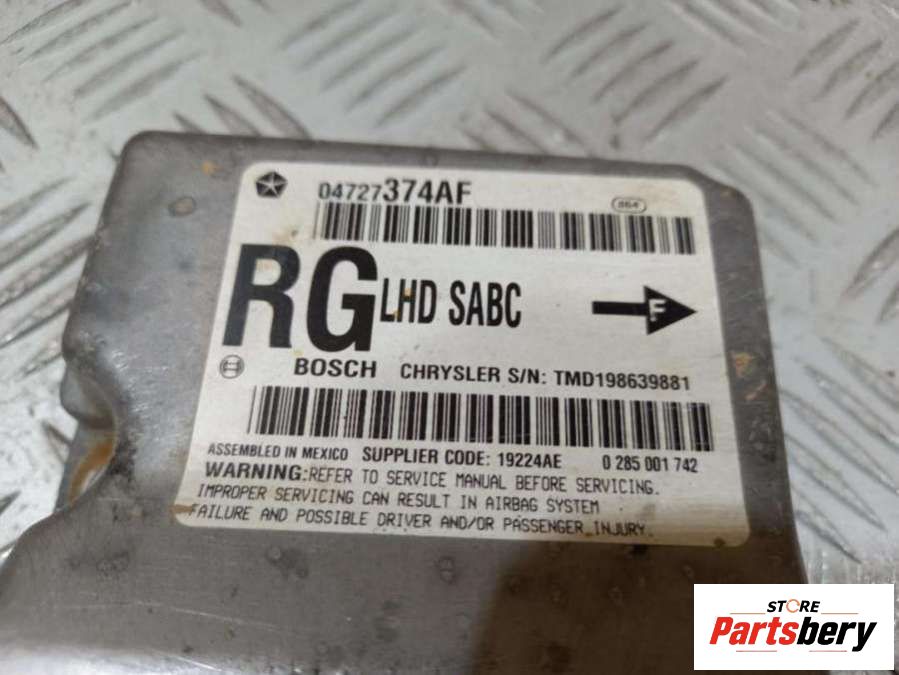 04727374AF
864
RG LHD SABC
F
BOSCH CHRYSLER S/N: TMD198639881
ASSEMBLED IN MEXICO SUPPLIER CODE: 19224AE 0 285 001 742
WARNING:REFER TO SERVICE MANUAL BEFORE SERVICING.
IMPROPER SERVICING CAN RESULT IN AIRBAG SYSTEM
FAILURE AND POSSIBLE DRIVER AND/OR PASSENGER INJURY.
STORE
Partsbery